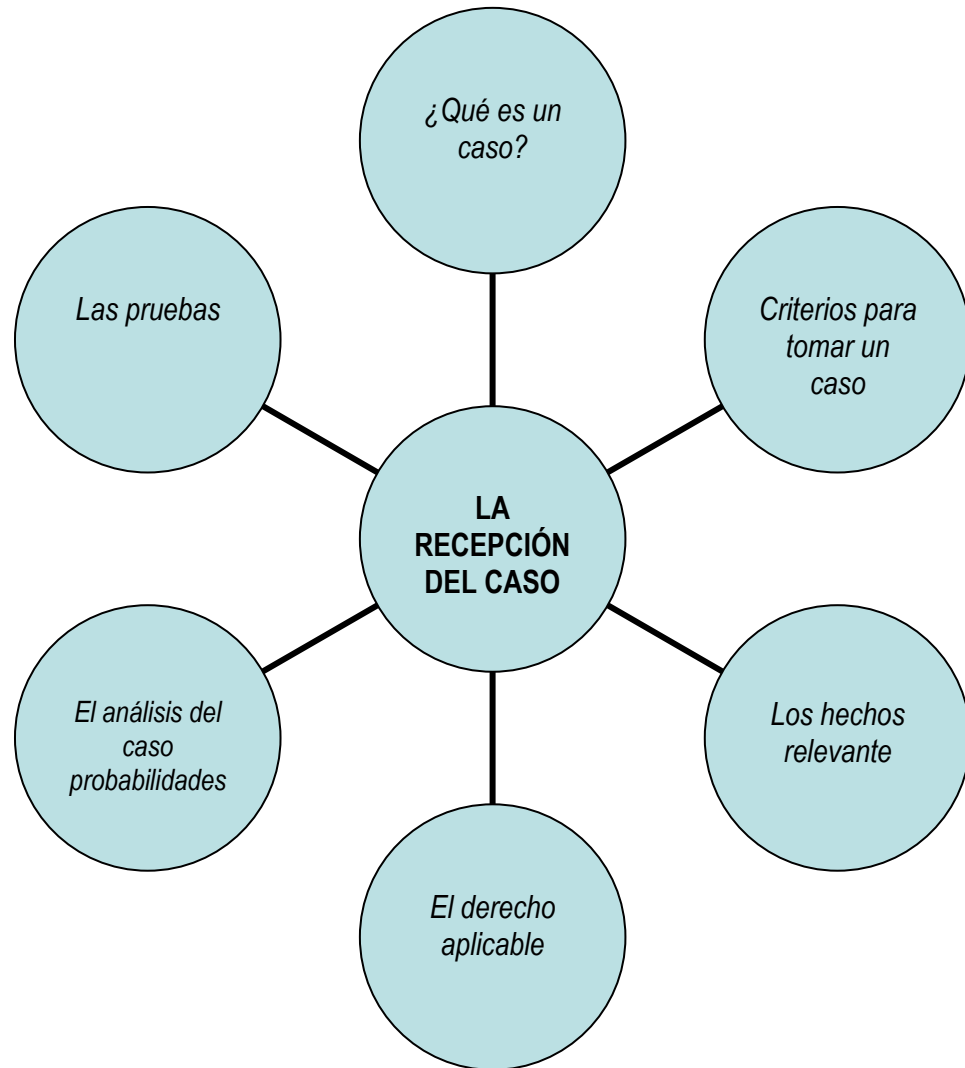 ¿Qué es un
caso?
Las pruebas
Criterios para
tomar un
caso
LA
RECEPCIÓN
DEL CASO
El análisis del
caso
probabilidades
Los hechos
relevante
El derecho
aplicable